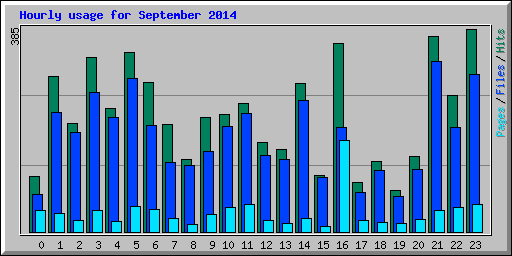 Hourly usage for September 2014
385
Pages / Files / Hits
0 1 2 3 4 5 6 7 8 9 10 11 12 13 14 15 16 17 18 19 20 21 22 23